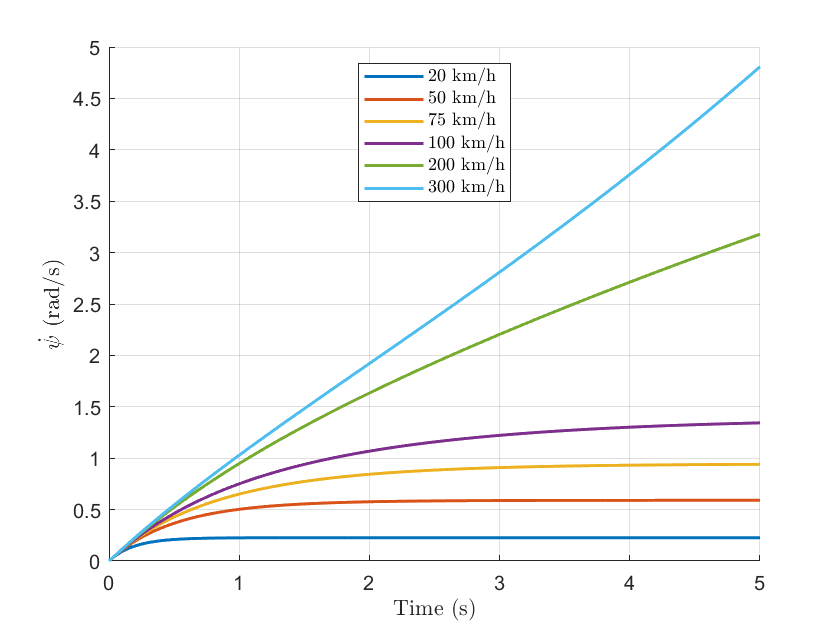 5
4.5
4
3.5
3
2.5
2
1.5
1
0.5
0
20 km/h
50 km/h
75 km/h
100 km/h
200 km/h
300 km/h
ψ̇ (rad/s)
0 1 2 3 4 5
Time (s)